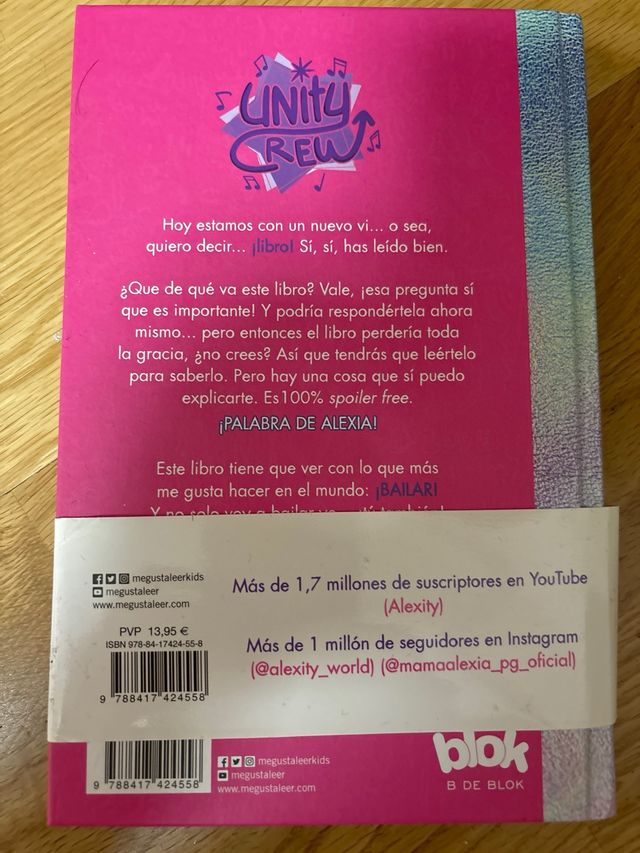 UNITY
CREW
Hoy estamos con un nuevo vi... o sea,
quiero decir... ¡libro! Sí, sí, has leído bien.
¿Que de qué va este libro? Vale, ¡esa pregunta sí
que es importante! Y podría respondértela ahora
mismo... pero entonces el libro perdería toda
la gracia, ¿no crees? Así que tendrás que leértelo
para saberlo. Pero hay una cosa que sí puedo
explicarte. Es100% spoiler free.
¡PALABRA DE ALEXIA!
Este libro tiene que ver con lo que más
me gusta hacer en el mundo: ¡BAILAR!
Y no solo voy a bailar yo
megustaleerkids
megustaleer
www.megustaleer.com
PVP 13,95 €
ISBN 978-84-17424-55-8
9 788417 424558
Más de 1,7 millones de suscriptores en YouTube
(Alexity)
Más de 1 millón de seguidores en Instagram
(@alexity_world) (@mamaalexia_pg_oficial)
9 788417 424558
megustaleerkids
megustaleer
www.megustaleer.com
blok
B DE BLOK